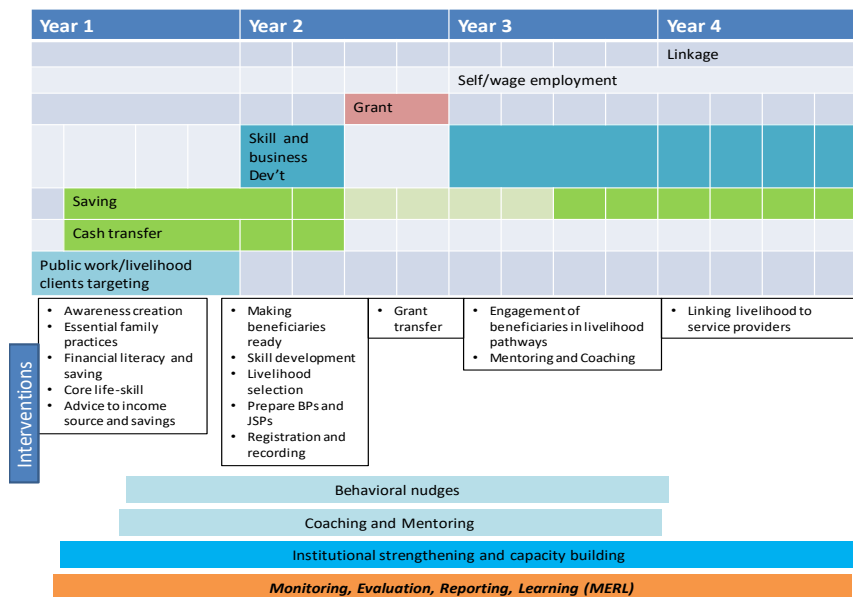 Year 1
Year 2
Year 3
Year 4
Linkage
Self/wage employment
Grant
Skill and
business
Dev't
Saving
Cash transfer
Public work/livelihood
clients targeting
Interventions
• Awareness creation
• Essential family
practices
• Financial literacy and
saving
• Core life-skill
• Advice to income
source and savings
• Making
beneficiaries
ready
• Skill development
• Livelihood
selection
• Prepare BPs and
JSPs
• Registration and
recording
• Grant
transfer
• Engagement of
beneficiaries in livelihood
pathways
• Mentoring and Coaching
• Linking livelihood to
service providers
Behavioral nudges
Coaching and Mentoring
Institutional strengthening and capacity building
Monitoring, Evaluation, Reporting, Learning (MERL)